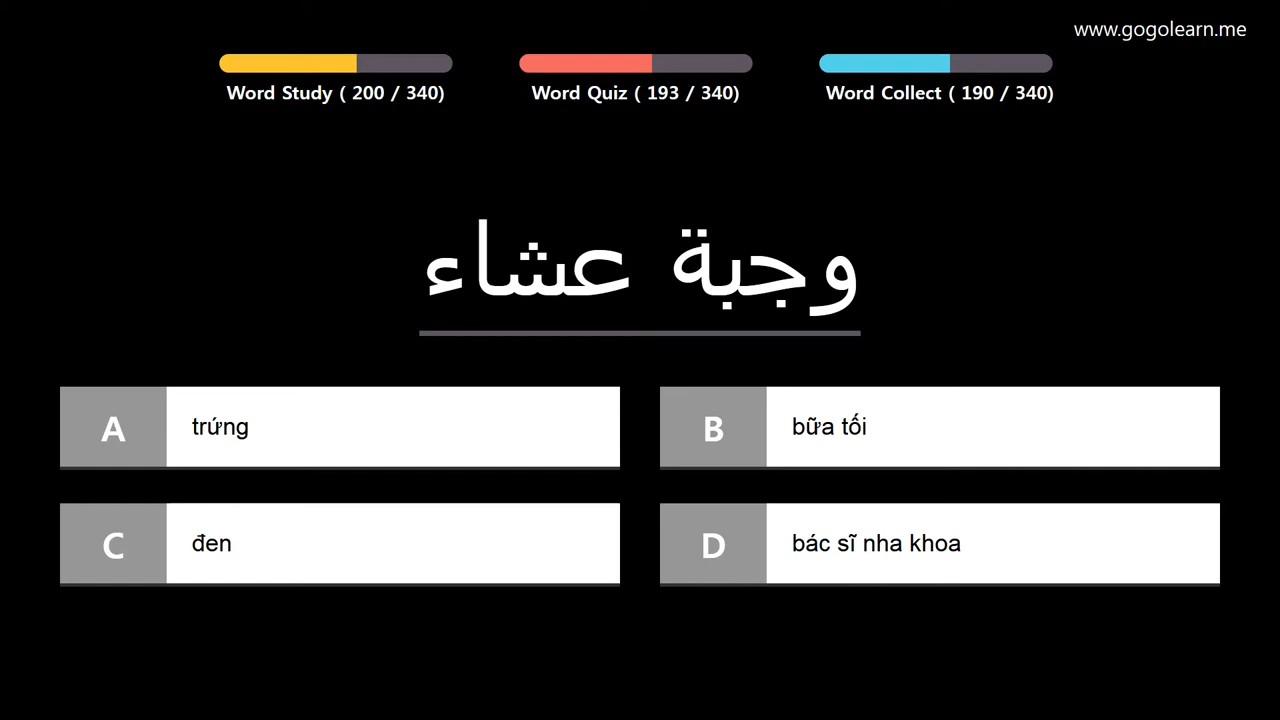 www.gogolearn.me
Word Study ( 200 / 340)
Word Quiz ( 193 / 340)
Word Collect ( 190 / 340)
وجبة عشاء
A
trứng
B
bữa tối
C
đen
D
bác sĩ nha khoa